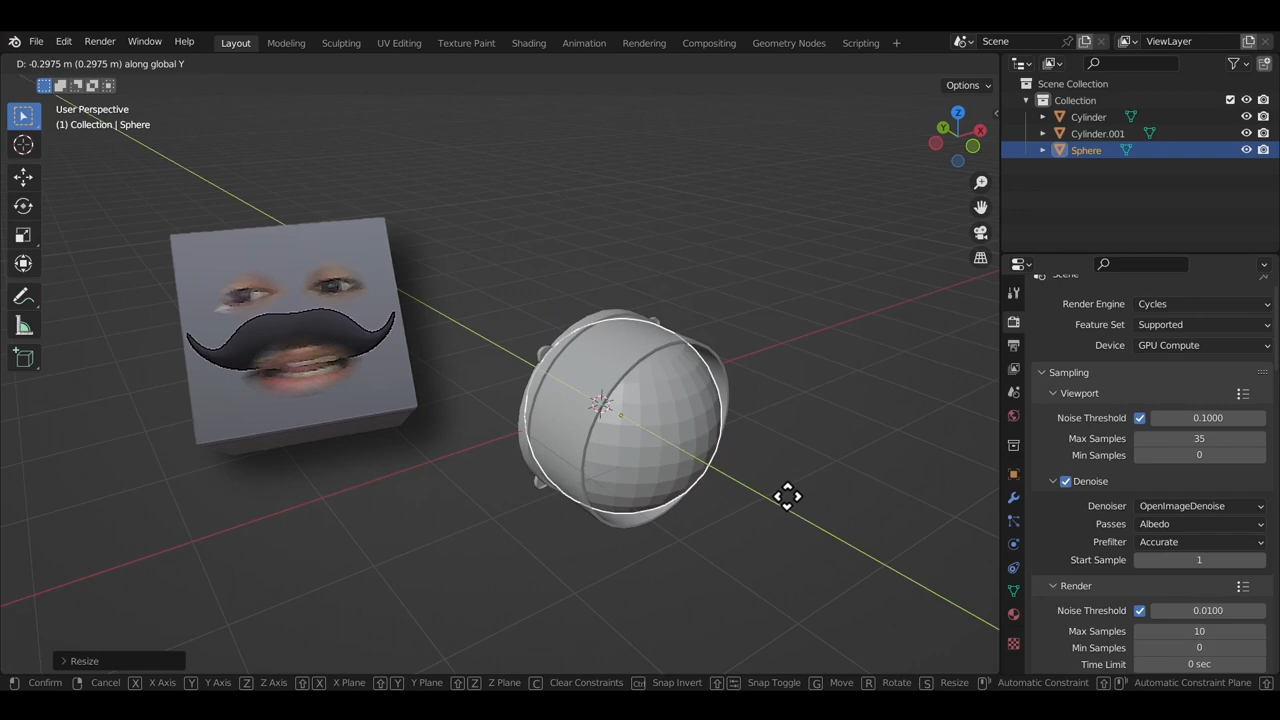 File Edit Render Window Help Layout Modeling Sculpting UV Editing Texture Paint Shading Animation Rendering Compositing Geometry Nodes Scripting + Scene ViewLayer
D: -0.2975 m (0.2975 m) along global Y
Options
User Perspective
(1) Collection | Sphere
Z
Y
X
Scene Collection
Collection
Cylinder
Cylinder.001
Sphere
Scene
Render Engine Cycles
Feature Set Supported
Device GPU Compute
Sampling
Viewport
Noise Threshold 0.1000
Max Samples 35
Min Samples 0
Denoise
Denoiser OpenImageDenoise
Passes Albedo
Prefilter Accurate
Start Sample 1
Render
Noise Threshold 0.0100
Max Samples 10
Min Samples 0
Time Limit 0 sec
Resize
Confirm Cancel X X Axis Y Y Axis Z Z Axis X X Plane Y Y Plane Z Z Plane C Clear Constraints Ctrl Snap Invert Snap Toggle G Move R Rotate S Resize Automatic Constraint Automatic Constraint Plane